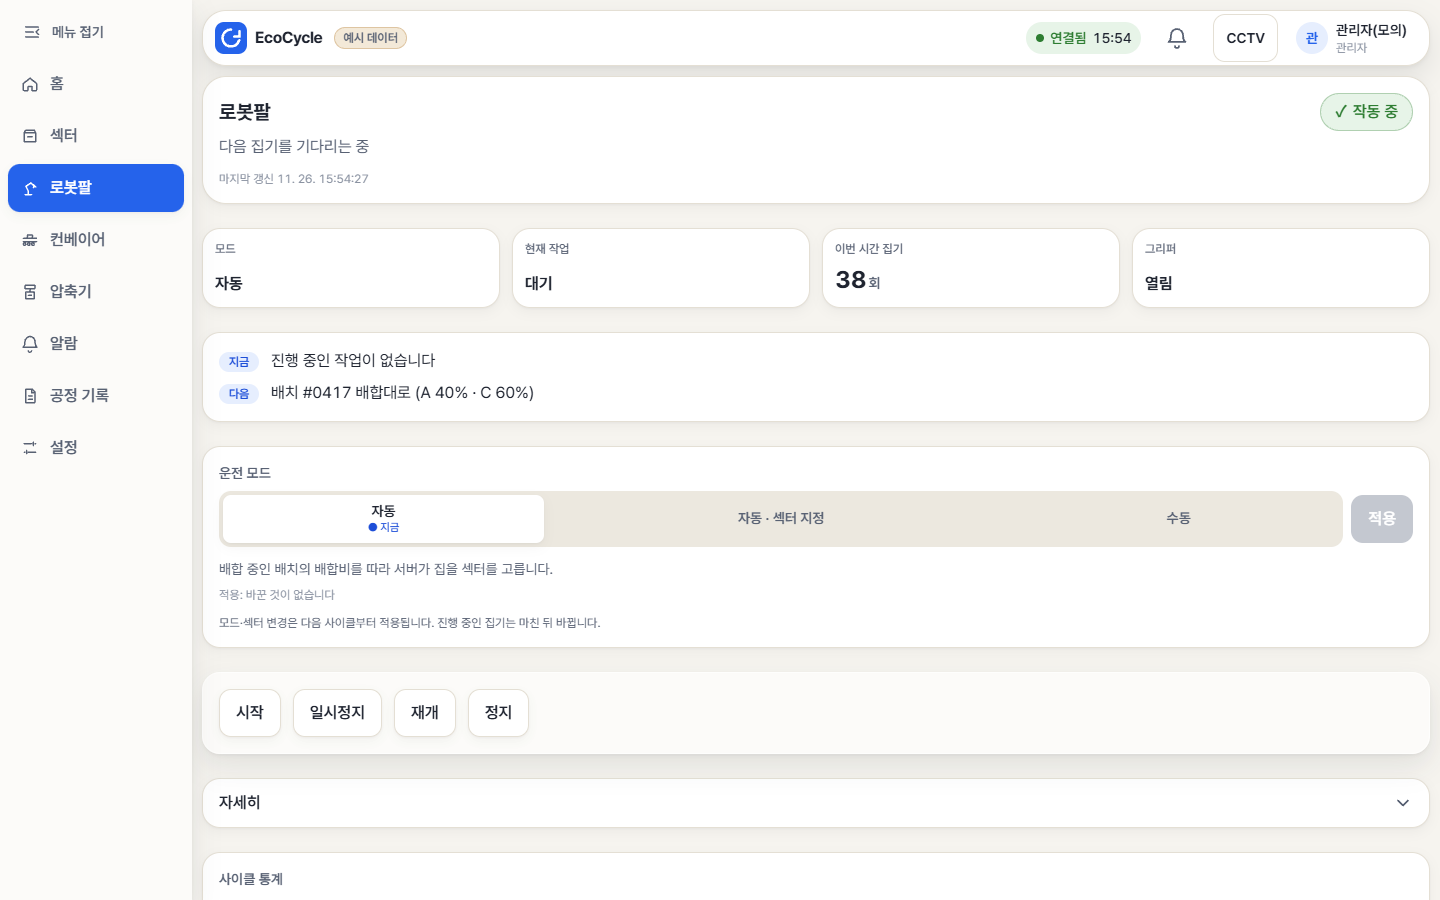 메뉴 접기
홈
섹터
로봇팔
컨베이어
압축기
알람
공정 기록
설정
EcoCycle
예시 데이터
연결됨 15:54
CCTV
관
관리자(모의)
관리자
로봇팔
✓ 작동 중
다음 집기를 기다리는 중
마지막 갱신 11. 26. 15:54:27
모드
자동
현재 작업
대기
이번 시간 집기
38 회
그리퍼
열림
지금 진행 중인 작업이 없습니다
다음 배치 #0417 배합대로 (A 40% · C 60%)
운전 모드
자동
지금
자동 · 섹터 지정
수동
적용
배합 중인 배치의 배합비를 따라 서버가 집을 섹터를 고릅니다.
적용: 바꾼 것이 없습니다
모드·섹터 변경은 다음 사이클부터 적용됩니다. 진행 중인 집기는 마친 뒤 바뀝니다.
시작
일시정지
재개
정지
자세히
사이클 통계